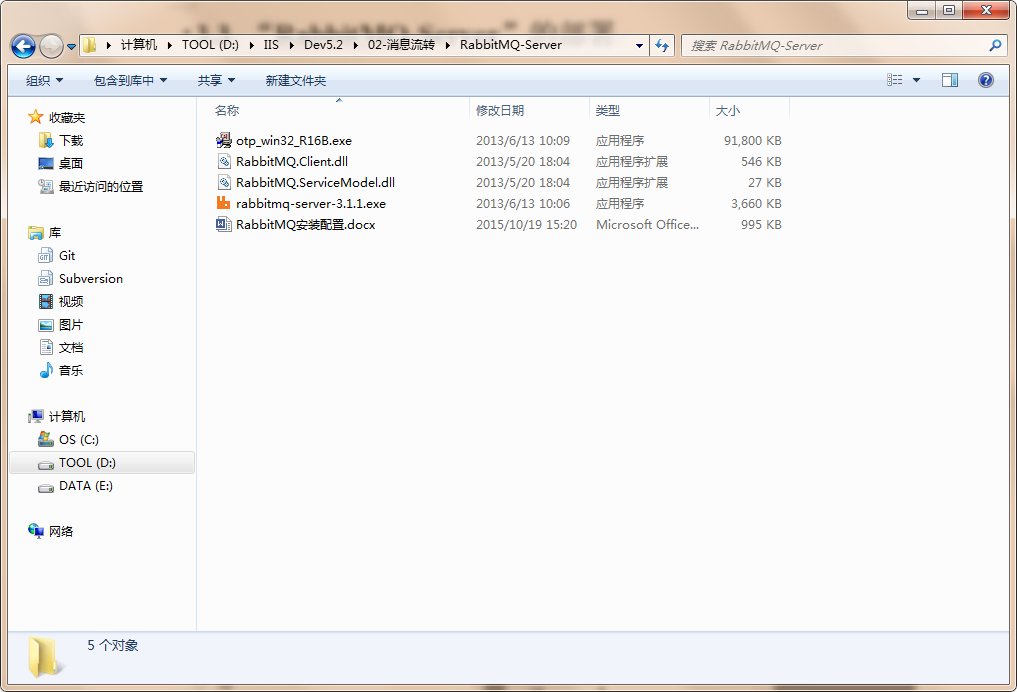 计算机 TOOL (D:) IIS Dev5.2 02-消息流转 RabbitMQ-Server 搜索 RabbitMQ-Server
组织 包含到库中 共享 新建文件夹
名称 修改日期 类型 大小
otp_win32_R16B.exe 2013/6/13 10:09 应用程序 91,800 KB
RabbitMQ.Client.dll 2013/5/20 18:04 应用程序扩展 546 KB
RabbitMQ.ServiceModel.dll 2013/5/20 18:04 应用程序扩展 27 KB
rabbitmq-server-3.1.1.exe 2013/6/13 10:06 应用程序 3,660 KB
RabbitMQ安装配置.docx 2015/10/19 15:20 Microsoft Office... 995 KB
收藏夹
下载
桌面
最近访问的位置
库
Git
Subversion
视频
图片
文档
音乐
计算机
OS (C:)
TOOL (D:)
DATA (E:)
网络
5 个对象